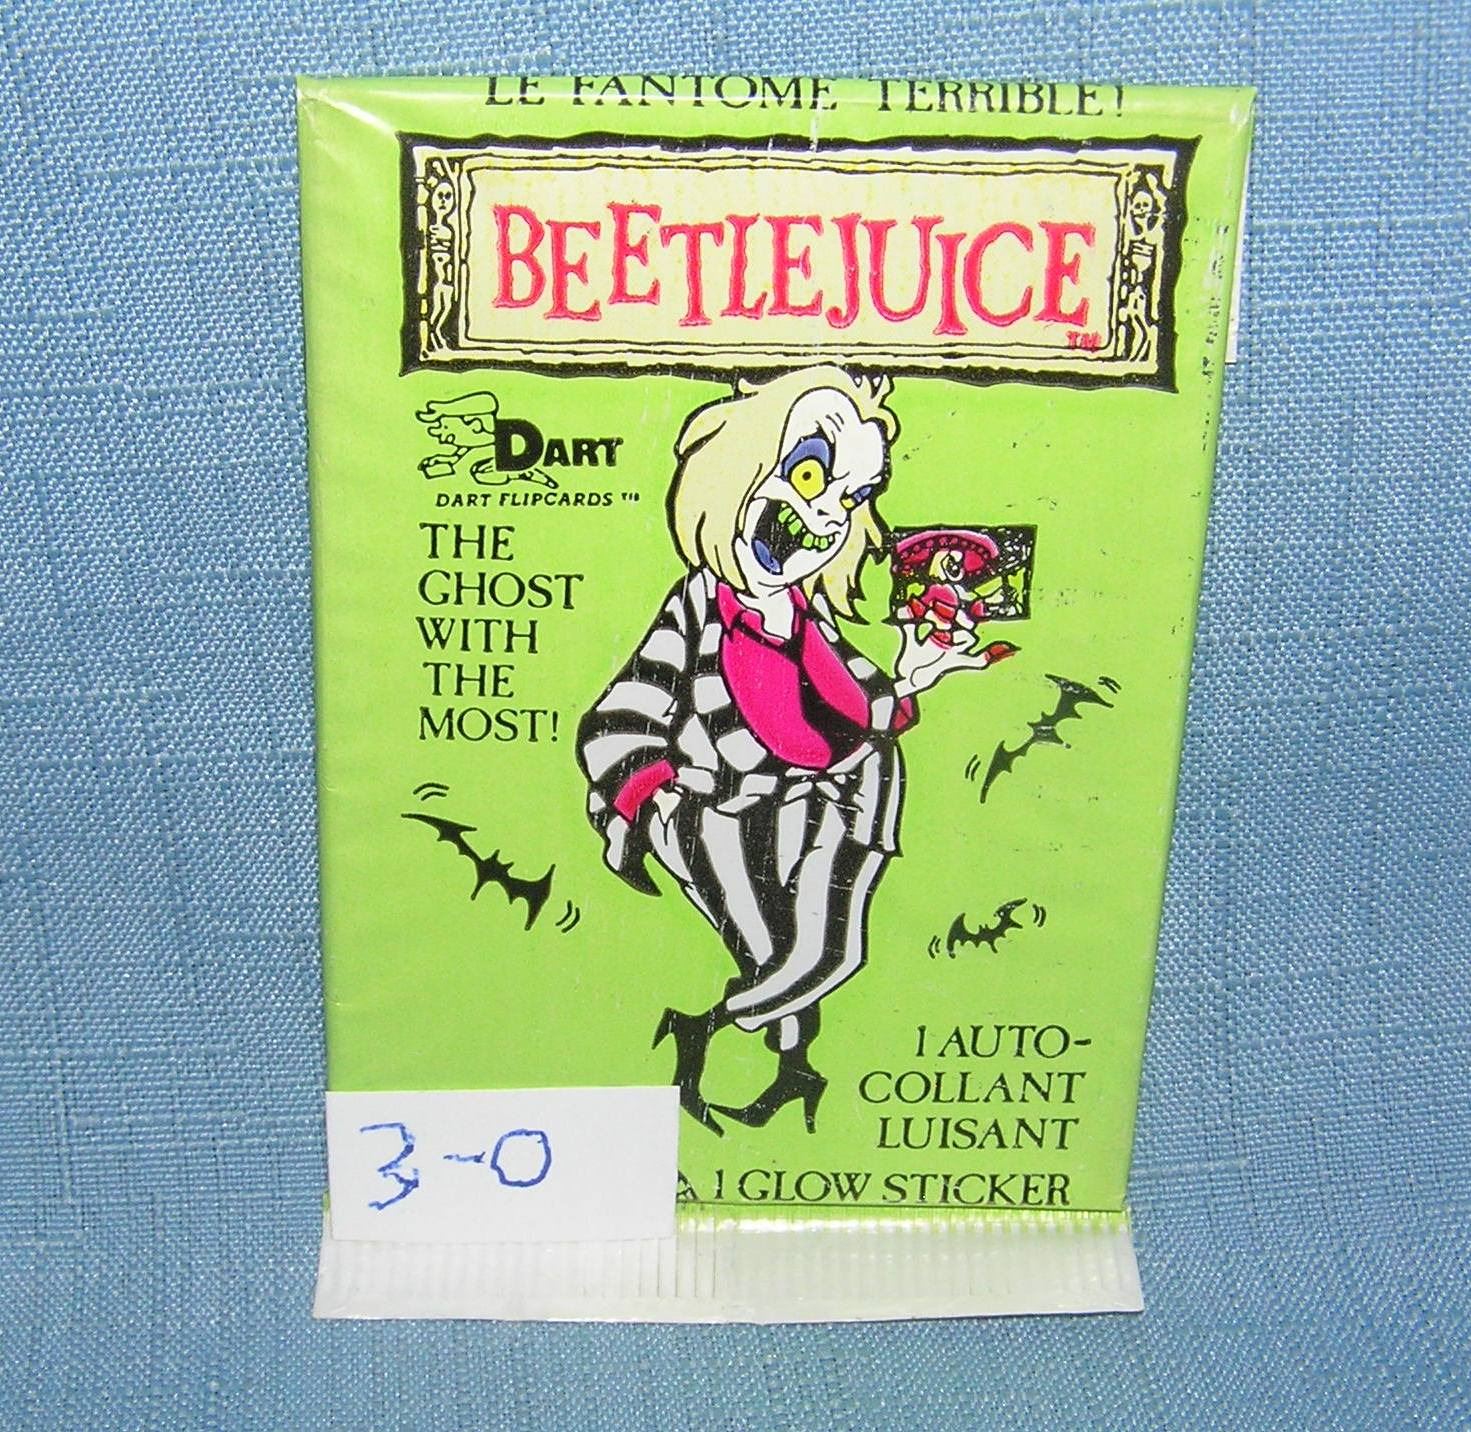 LE FANTOME TERRIBLE!
BEETLEJUICE
TM
DART
DART FLIPCARDS TM
THE
GHOST
WITH
THE
MOST!
1 AUTO-
COLLANT
LUISANT
1 GLOW STICKER
3-0